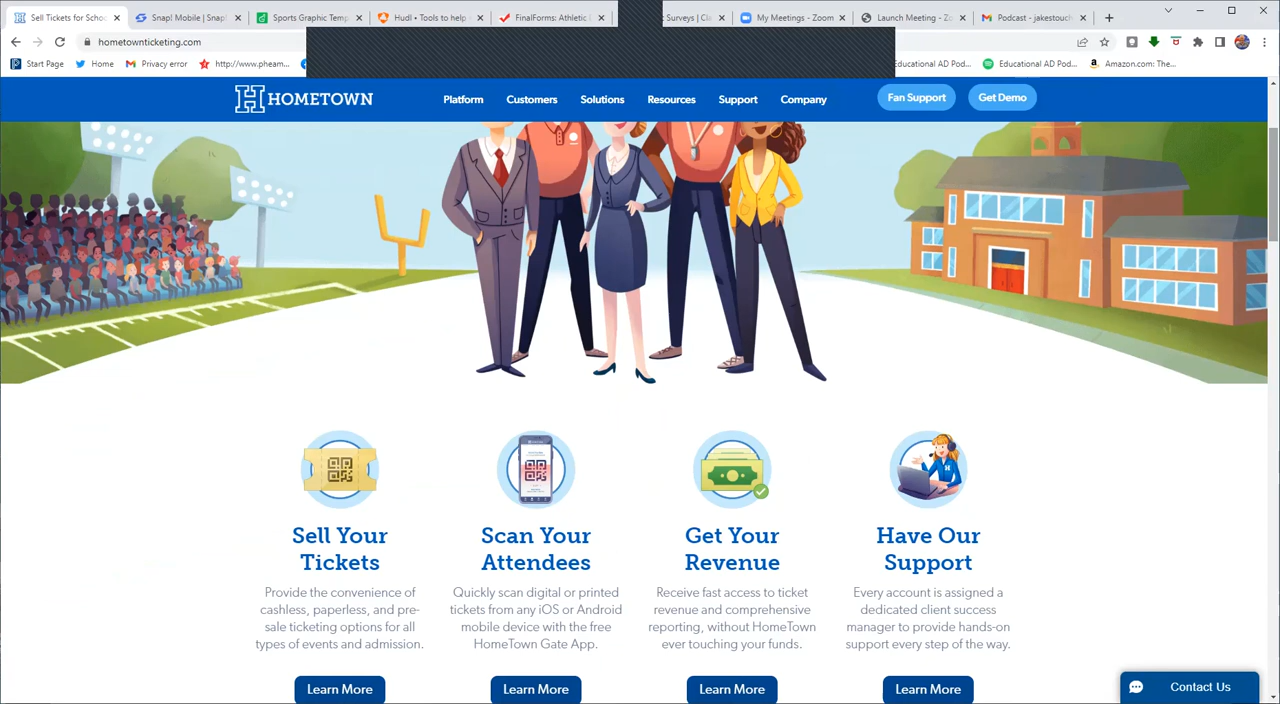 Sell Tickets for Schoo
Snap! Mobile | Snap!
Sports Graphic Temp
Hudl • Tools to help
FinalForms: Athletic
Surveys | Cla
My Meetings - Zoom
Launch Meeting - Zo
Podcast - jakestouch
hometownticketing.com
Start Page
Home
Privacy error
http://www.pheam...
Educational AD Pod...
Educational AD Pod...
Amazon.com: The...
HOMETOWN
Platform
Customers
Solutions
Resources
Support
Company
Fan Support
Get Demo
Sell Your
Tickets
Provide the convenience of
cashless, paperless, and pre-
sale ticketing options for all
types of events and admission.
Learn More
Scan Your
Attendees
Quickly scan digital or printed
tickets from any iOS or Android
mobile device with the free
HomeTown Gate App.
Learn More
Get Your
Revenue
Receive fast access to ticket
revenue and comprehensive
reporting, without HomeTown
ever touching your funds.
Learn More
Have Our
Support
Every account is assigned a
dedicated client success
manager to provide hands-on
support every step of the way.
Learn More
Contact Us